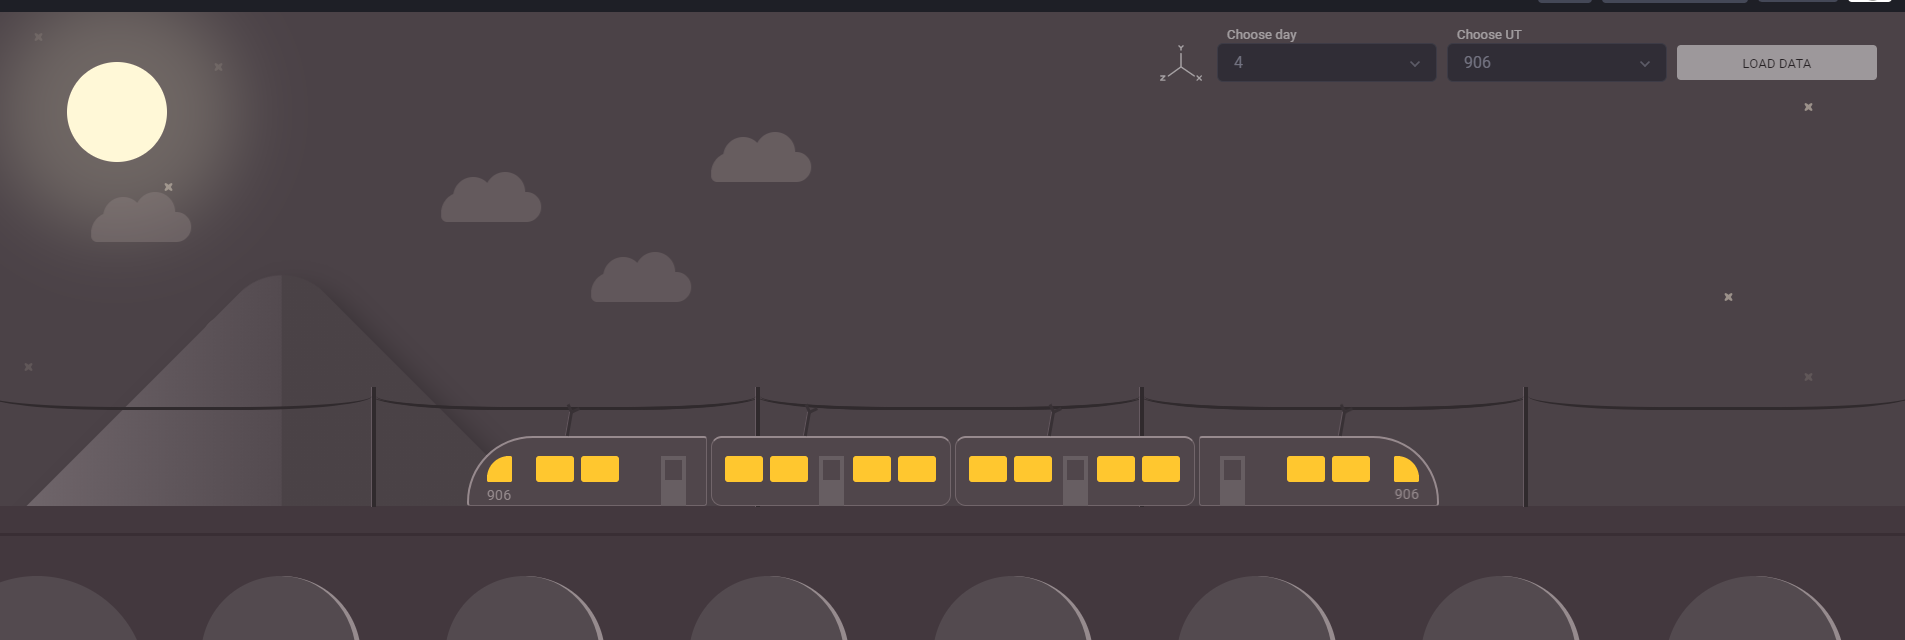 Choose day
Choose UT
Y
Z
X
4
906
LOAD DATA
906
906